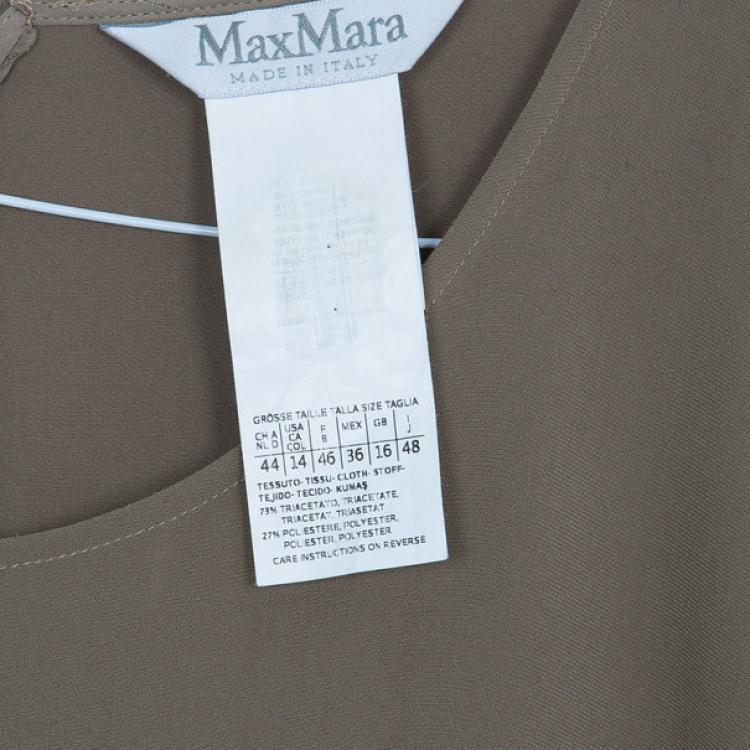 MaxMara
MADE IN ITALY
GRÖSSE TAILLE TALLA SIZE TAGLIA
CH A USA F MEX GB I
NL D CA B J
COL
44 14 46 36 16 48
TESSUTO-TISSU-CLOTH-STOFF-
TEJIDO-TECIDO-KUMAŞ
73% TRIACETATO, TRIACETATE,
TRIACETAT, TRIASETAT
27% POLIESTERE, POLYESTER,
POLIESTER, POLYESTER
CARE INSTRUCTIONS ON REVERSE